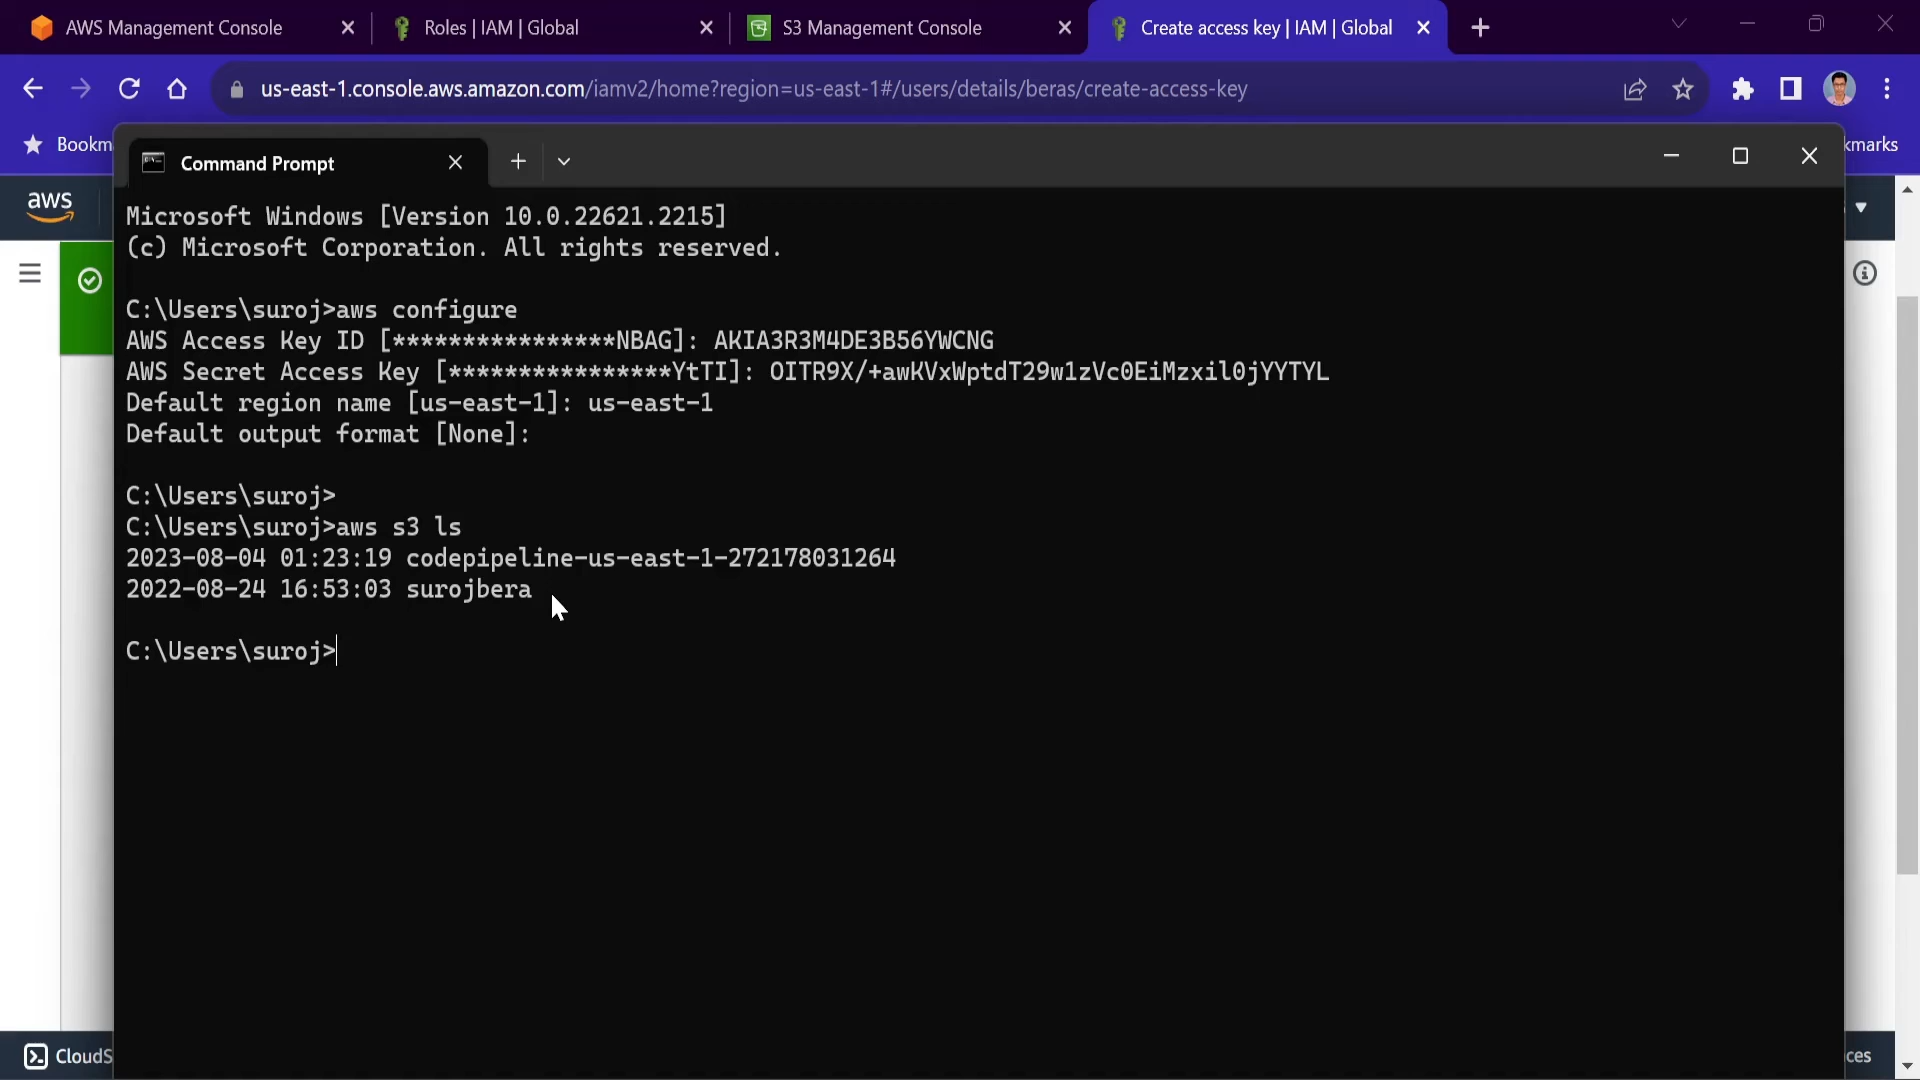 AWS Management Console
Roles | IAM | Global
S3 Management Console
Create access key | IAM | Global
us-east-1.console.aws.amazon.com/iamv2/home?region=us-east-1#/users/details/beras/create-access-key
Bookm
kmarks
Command Prompt
aws
Microsoft Windows [Version 10.0.22621.2215]
(c) Microsoft Corporation. All rights reserved.
C:\Users\suroj>aws configure
AWS Access Key ID [****************NBAG]: AKIA3R3M4DE3B56YWCNG
AWS Secret Access Key [****************YtTI]: 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
Default region name [us-east-1]: us-east-1
Default output format [None]:
C:\Users\suroj>
C:\Users\suroj>aws s3 ls
2023-08-04 01:23:19 codepipeline-us-east-1-272178031264
2022-08-24 16:53:03 surojbera
C:\Users\suroj>
CloudS
ces